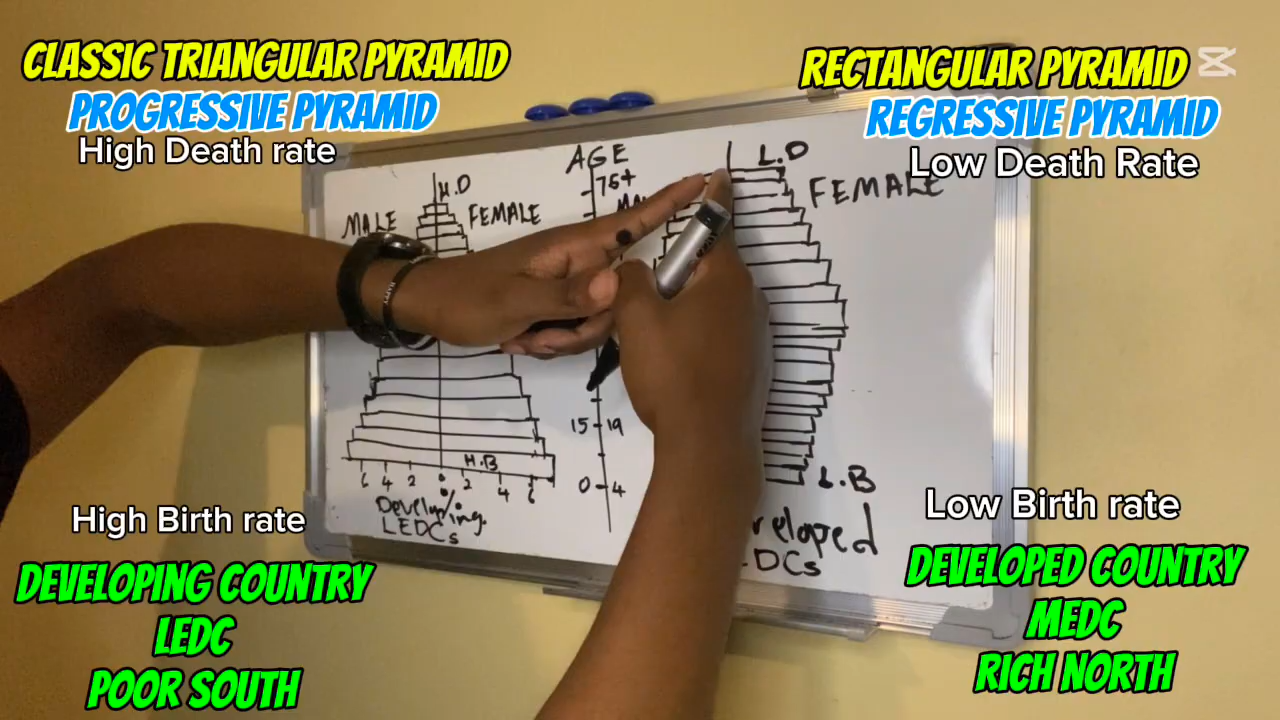 CLASSIC TRIANGULAR PYRAMID
PROGRESSIVE PYRAMID
High Death rate
RECTANGULAR PYRAMID
REGRESSIVE PYRAMID
Low Death Rate
H.D
MALE
FEMALE
AGE
75+
L.D
FEMALE
15 19
0 4
H.B
6 4 2 0 2 4 6
Developing
LEDCs
L.B
High Birth rate
DEVELOPING COUNTRY
LEDC
POOR SOUTH
Low Birth rate
DEVELOPED COUNTRY
MEDC
RICH NORTH